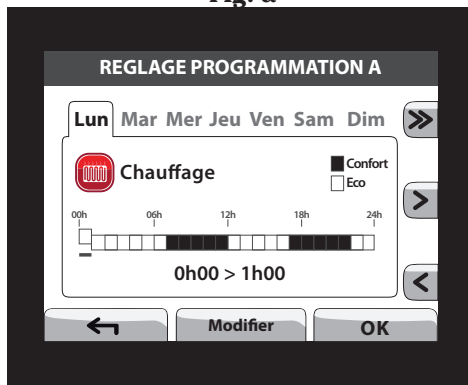 REGLAGE PROGRAMMATION A
Lun Mar Mer Jeu Ven Sam Dim
Chauffage
Confort
Eco
00h 06h 12h 18h 24h
0h00 > 1h00
Modifier OK